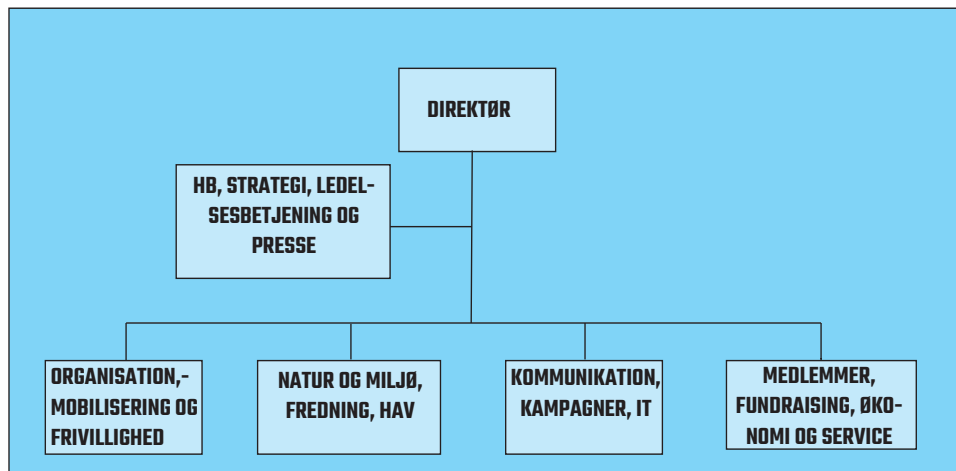 DIREKTØR
HB, STRATEGI, LEDEL-
SESBETJENING OG
PRESSE
ORGANISATION,-
MOBILISERING OG
FRIVILLIGHED
NATUR OG MILJØ,
FREDNING, HAV
KOMMUNIKATION,
KAMPAGNER, IT
MEDLEMMER,
FUNDRAISING, ØKO-
NOMI OG SERVICE